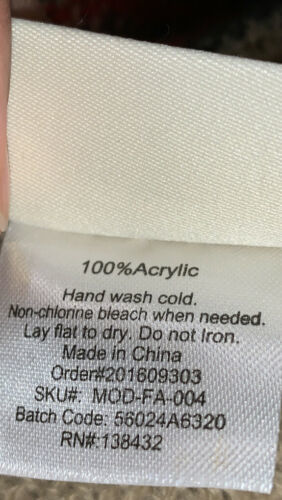 100%Acrylic
Hand wash cold.
Non-chlorine bleach when needed.
Lay flat to dry. Do not Iron.
Made in China
Order#201609303
SKU#: MOD-FA-004
Batch Code: 56024A6320
RN#:138432